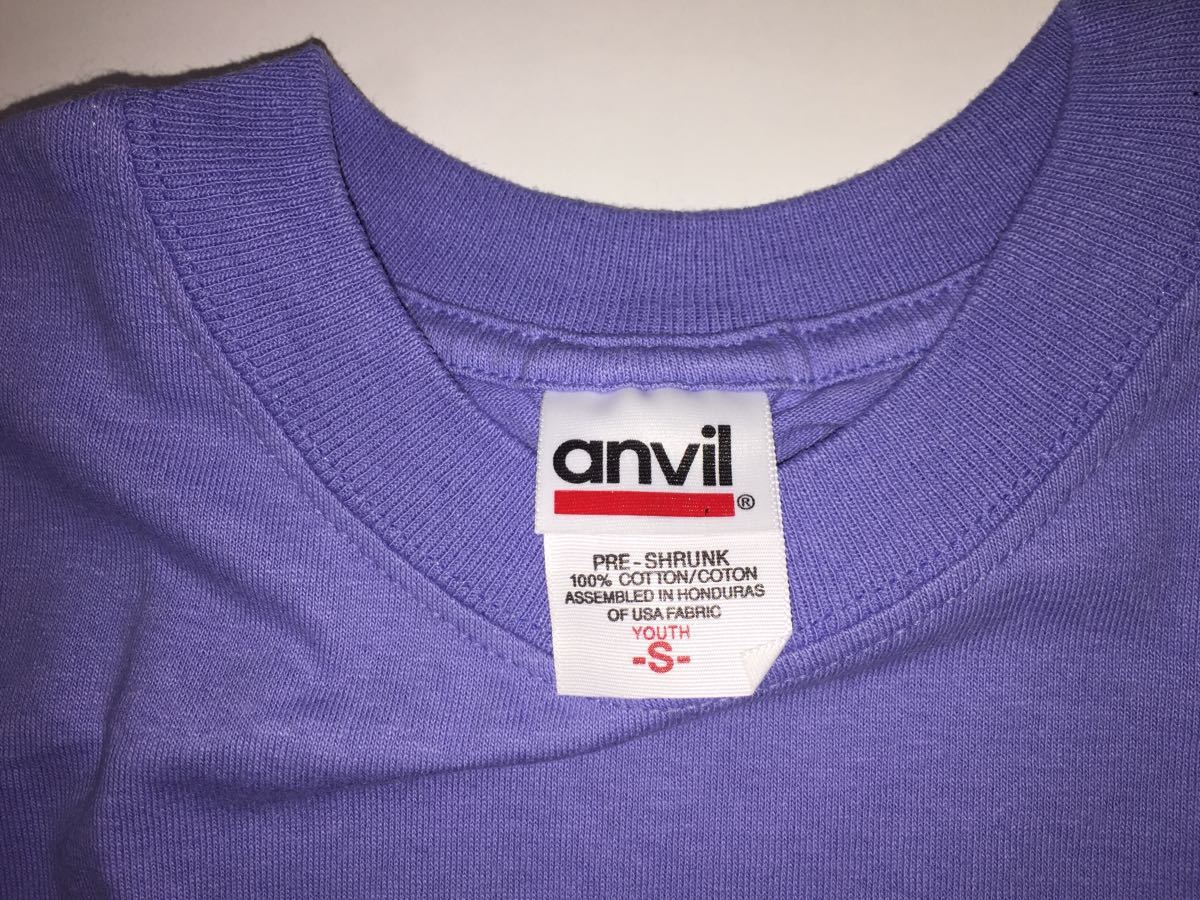 anvil®
PRE-SHRUNK
100% COTTON/COTON
ASSEMBLED IN HONDURAS
OF USA FABRIC
YOUTH
-S-